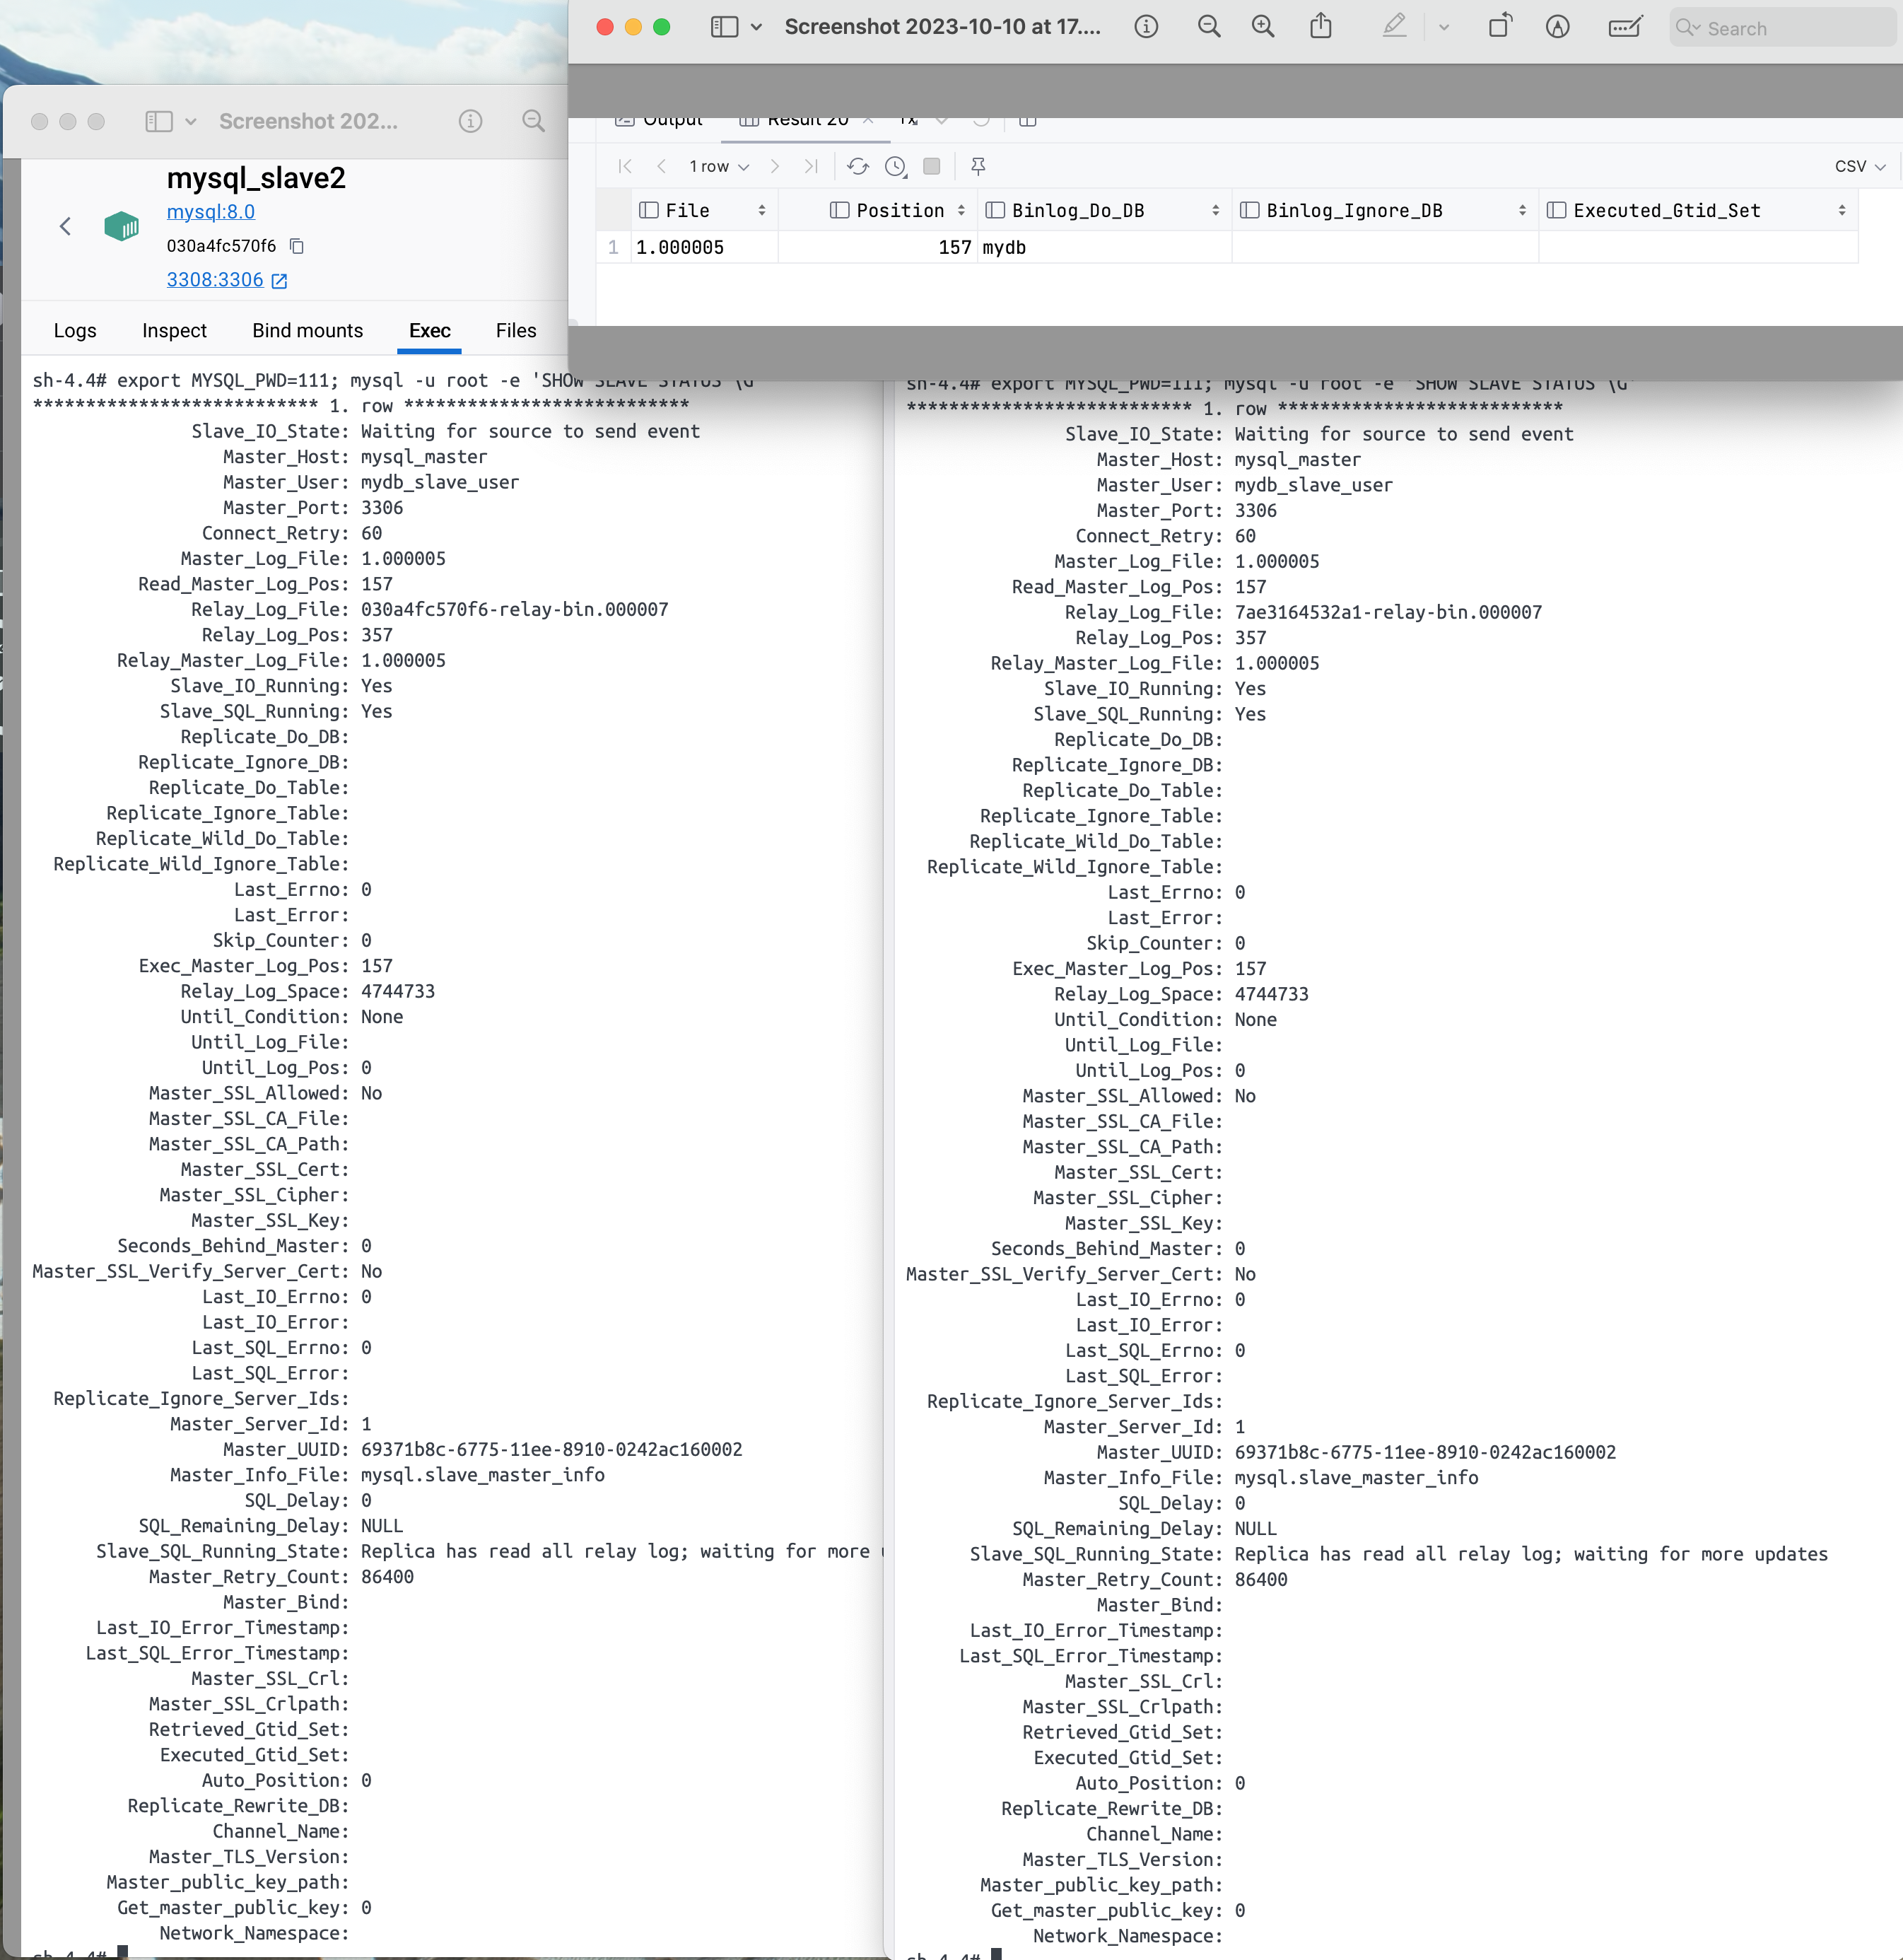 Screenshot 2023-10-10 at 17....
Search
Output
Result 20
Tx
1 row
CSV
File
Position
Binlog_Do_DB
Binlog_Ignore_DB
Executed_Gtid_Set
1
1.000005
157
mydb
Screenshot 202...
mysql_slave2
mysql:8.0
030a4fc570f6
3308:3306
Logs
Inspect
Bind mounts
Exec
Files
sh-4.4# export MYSQL_PWD=111; mysql -u root -e 'SHOW SLAVE STATUS \G'
*************************** 1. row ***************************
Slave_IO_State: Waiting for source to send event
Master_Host: mysql_master
Master_User: mydb_slave_user
Master_Port: 3306
Connect_Retry: 60
Master_Log_File: 1.000005
Read_Master_Log_Pos: 157
Relay_Log_File: 030a4fc570f6-relay-bin.000007
Relay_Log_Pos: 357
Relay_Master_Log_File: 1.000005
Slave_IO_Running: Yes
Slave_SQL_Running: Yes
Replicate_Do_DB:
Replicate_Ignore_DB:
Replicate_Do_Table:
Replicate_Ignore_Table:
Replicate_Wild_Do_Table:
Replicate_Wild_Ignore_Table:
Last_Errno: 0
Last_Error:
Skip_Counter: 0
Exec_Master_Log_Pos: 157
Relay_Log_Space: 4744733
Until_Condition: None
Until_Log_File:
Until_Log_Pos: 0
Master_SSL_Allowed: No
Master_SSL_CA_File:
Master_SSL_CA_Path:
Master_SSL_Cert:
Master_SSL_Cipher:
Master_SSL_Key:
Seconds_Behind_Master: 0
Master_SSL_Verify_Server_Cert: No
Last_IO_Errno: 0
Last_IO_Error:
Last_SQL_Errno: 0
Last_SQL_Error:
Replicate_Ignore_Server_Ids:
Master_Server_Id: 1
Master_UUID: 69371b8c-6775-11ee-8910-0242ac160002
Master_Info_File: mysql.slave_master_info
SQL_Delay: 0
SQL_Remaining_Delay: NULL
Slave_SQL_Running_State: Replica has read all relay log; waiting for more
Master_Retry_Count: 86400
Master_Bind:
Last_IO_Error_Timestamp:
Last_SQL_Error_Timestamp:
Master_SSL_Crl:
Master_SSL_Crlpath:
Retrieved_Gtid_Set:
Executed_Gtid_Set:
Auto_Position: 0
Replicate_Rewrite_DB:
Channel_Name:
Master_TLS_Version:
Master_public_key_path:
Get_master_public_key: 0
Network_Namespace:
sh-4.4#
sh-4.4# export MYSQL_PWD=111; mysql -u root -e 'SHOW SLAVE STATUS \G'
*************************** 1. row ***************************
Slave_IO_State: Waiting for source to send event
Master_Host: mysql_master
Master_User: mydb_slave_user
Master_Port: 3306
Connect_Retry: 60
Master_Log_File: 1.000005
Read_Master_Log_Pos: 157
Relay_Log_File: 7ae3164532a1-relay-bin.000007
Relay_Log_Pos: 357
Relay_Master_Log_File: 1.000005
Slave_IO_Running: Yes
Slave_SQL_Running: Yes
Replicate_Do_DB:
Replicate_Ignore_DB:
Replicate_Do_Table:
Replicate_Ignore_Table:
Replicate_Wild_Do_Table:
Replicate_Wild_Ignore_Table:
Last_Errno: 0
Last_Error:
Skip_Counter: 0
Exec_Master_Log_Pos: 157
Relay_Log_Space: 4744733
Until_Condition: None
Until_Log_File:
Until_Log_Pos: 0
Master_SSL_Allowed: No
Master_SSL_CA_File:
Master_SSL_CA_Path:
Master_SSL_Cert:
Master_SSL_Cipher:
Master_SSL_Key:
Seconds_Behind_Master: 0
Master_SSL_Verify_Server_Cert: No
Last_IO_Errno: 0
Last_IO_Error:
Last_SQL_Errno: 0
Last_SQL_Error:
Replicate_Ignore_Server_Ids:
Master_Server_Id: 1
Master_UUID: 69371b8c-6775-11ee-8910-0242ac160002
Master_Info_File: mysql.slave_master_info
SQL_Delay: 0
SQL_Remaining_Delay: NULL
Slave_SQL_Running_State: Replica has read all relay log; waiting for more updates
Master_Retry_Count: 86400
Master_Bind:
Last_IO_Error_Timestamp:
Last_SQL_Error_Timestamp:
Master_SSL_Crl:
Master_SSL_Crlpath:
Retrieved_Gtid_Set:
Executed_Gtid_Set:
Auto_Position: 0
Replicate_Rewrite_DB:
Channel_Name:
Master_TLS_Version:
Master_public_key_path:
Get_master_public_key: 0
Network_Namespace:
sh-4.4#